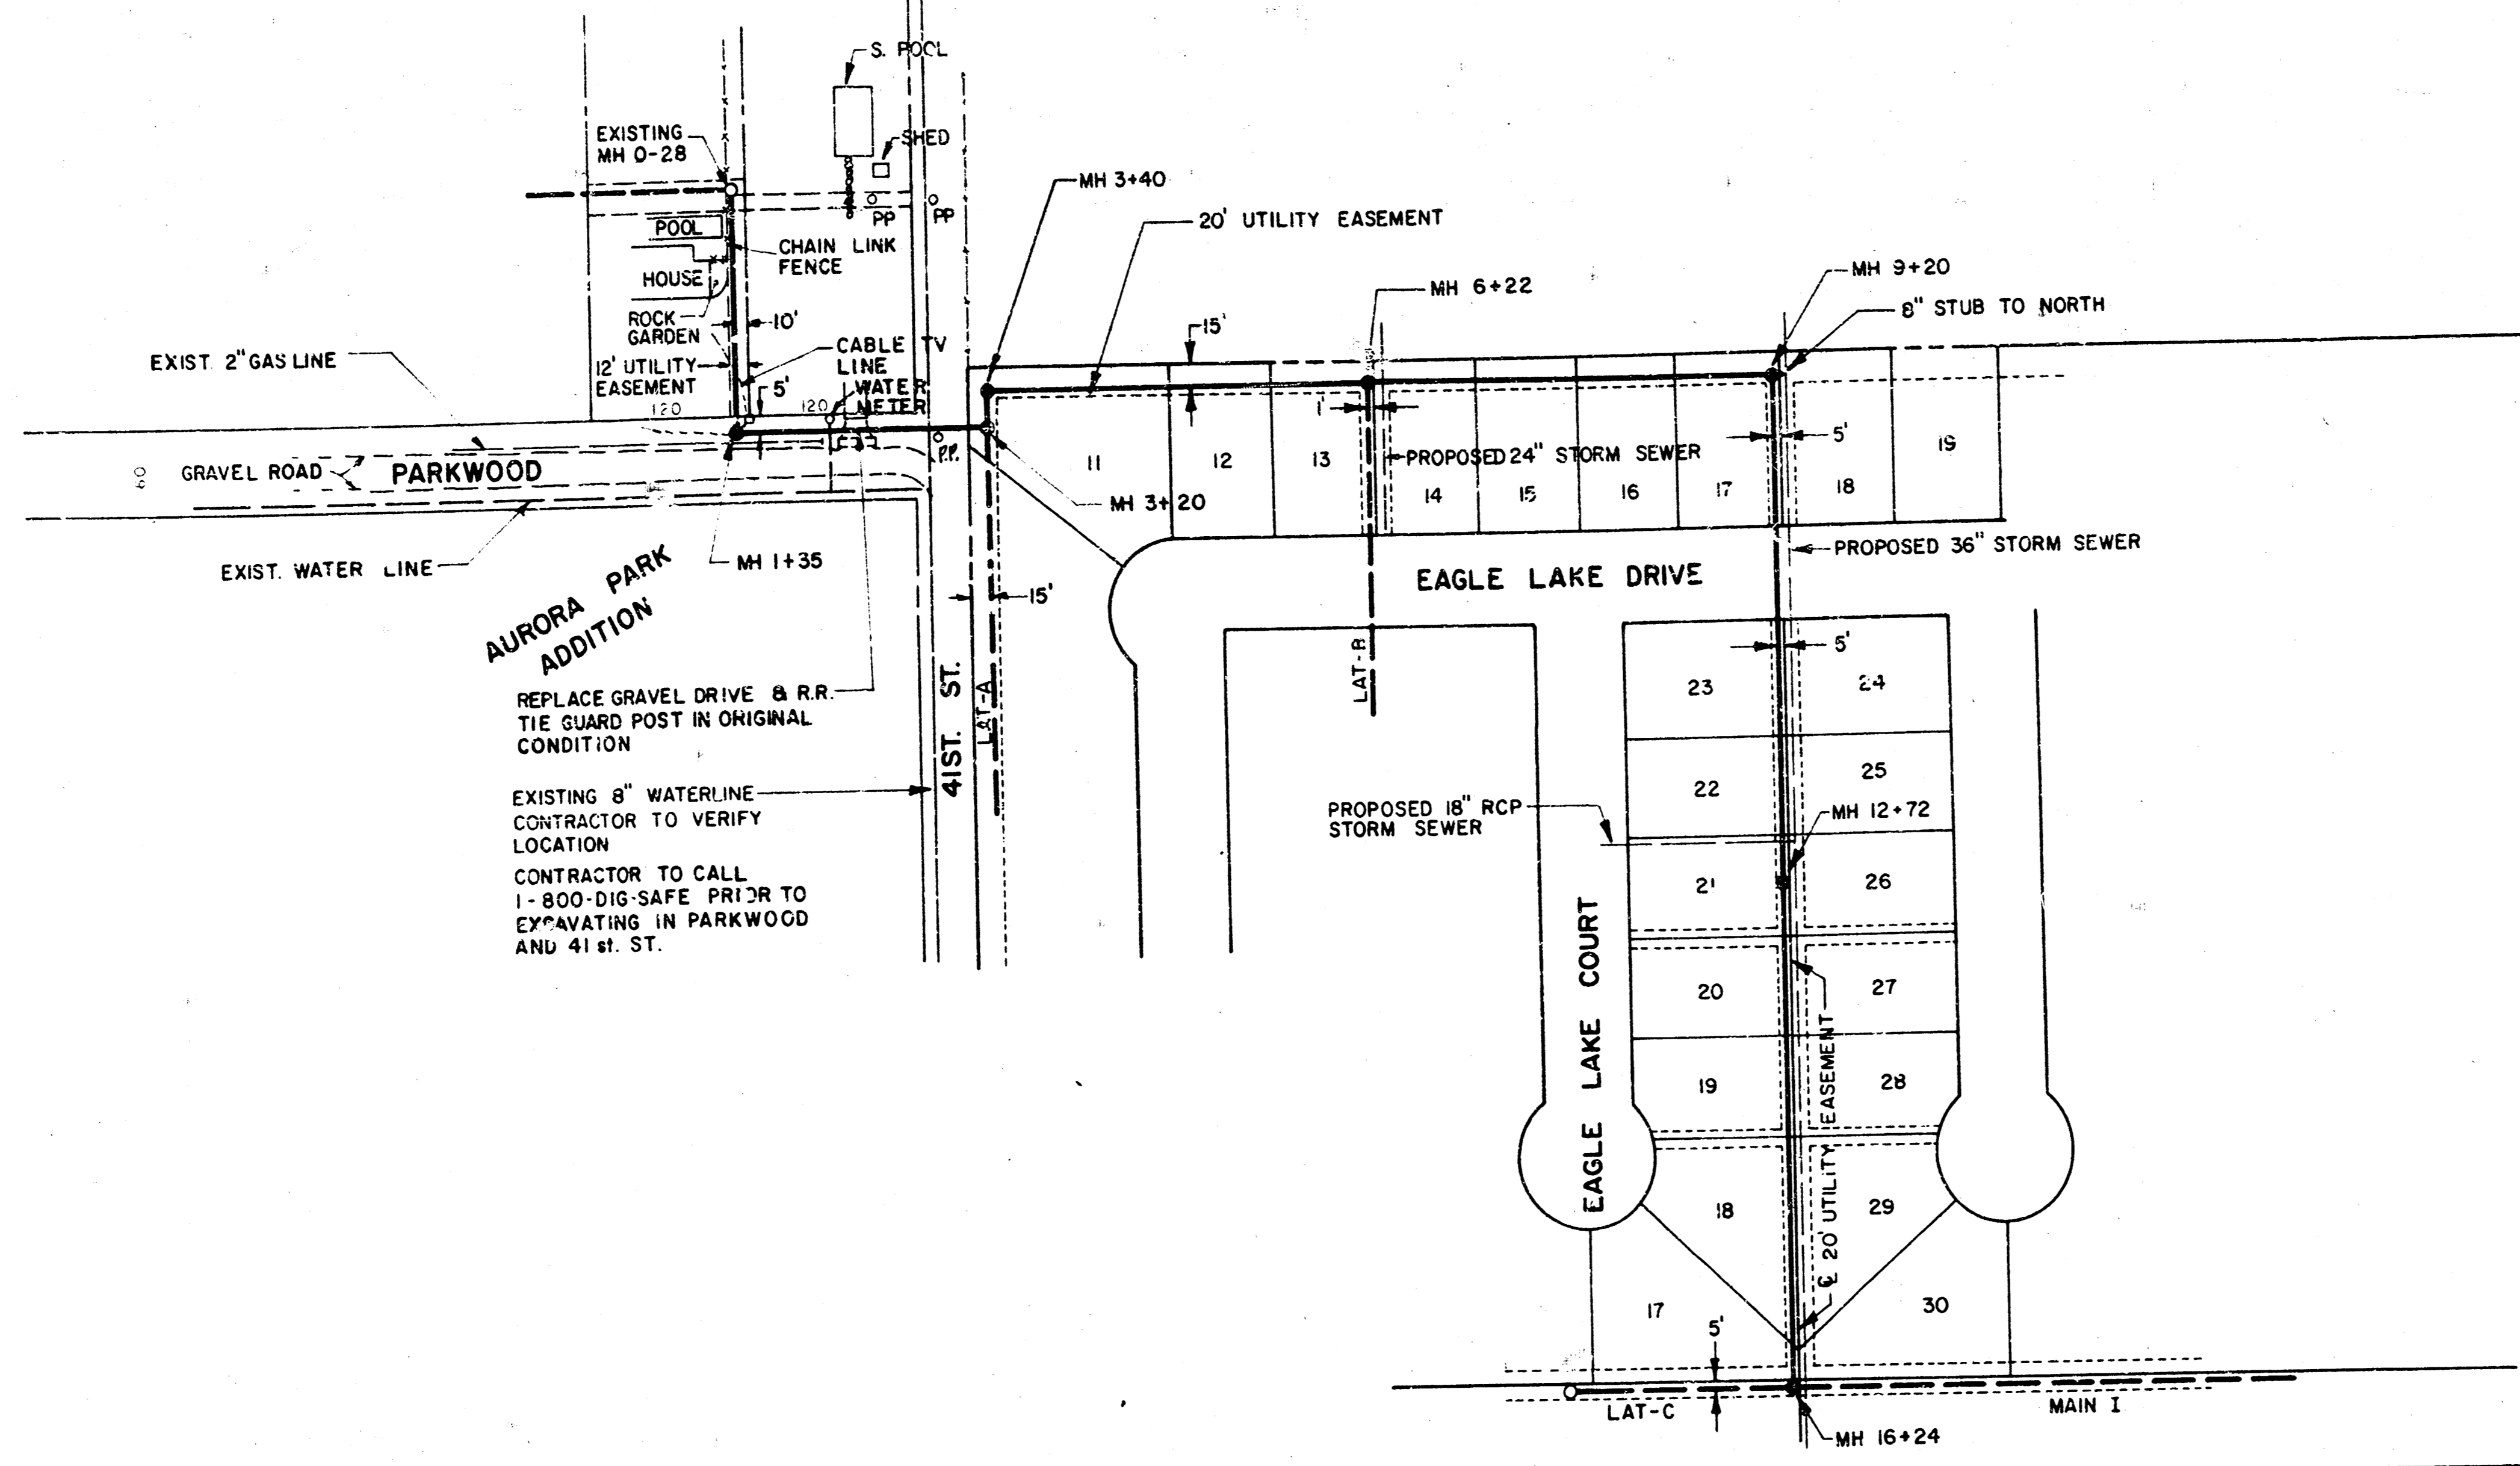 S. POOL
SHED
EXISTING
MH 0-28
PP
PP
POOL
CHAIN LINK
FENCE
HOUSE
ROCK
GARDEN
10'
12' UTILITY
EASEMENT
CABLE TV
LINE
WATER
METER
5'
120
120
EXIST. 2" GAS LINE
MH 3+40
20' UTILITY EASEMENT
15'
MH 6+22
MH 9+20
8" STUB TO NORTH
1'
5'
P.P.
60
GRAVEL ROAD
PARKWOOD
11
12
13
PROPOSED 24" STORM SEWER
14
15
16
17
18
19
MH 3+20
MH 1+35
EXIST. WATER LINE
PROPOSED 36" STORM SEWER
EAGLE LAKE DRIVE
AURORA PARK
ADDITION
15'
5'
LAT-B
LAT-A
41ST. ST.
REPLACE GRAVEL DRIVE & R.R.
TIE GUARD POST IN ORIGINAL
CONDITION
EXISTING 8" WATERLINE
CONTRACTOR TO VERIFY
LOCATION
CONTRACTOR TO CALL
1-800-DIG-SAFE PRIOR TO
EXCAVATING IN PARKWOOD
AND 41 st. ST.
23
24
22
25
PROPOSED 18" RCP
STORM SEWER
MH 12+72
21
26
20
27
19
28
EAGLE LAKE COURT
℄ 20' UTILITY EASEMENT
18
29
17
30
5'
LAT-C
MAIN I
MH 16+24